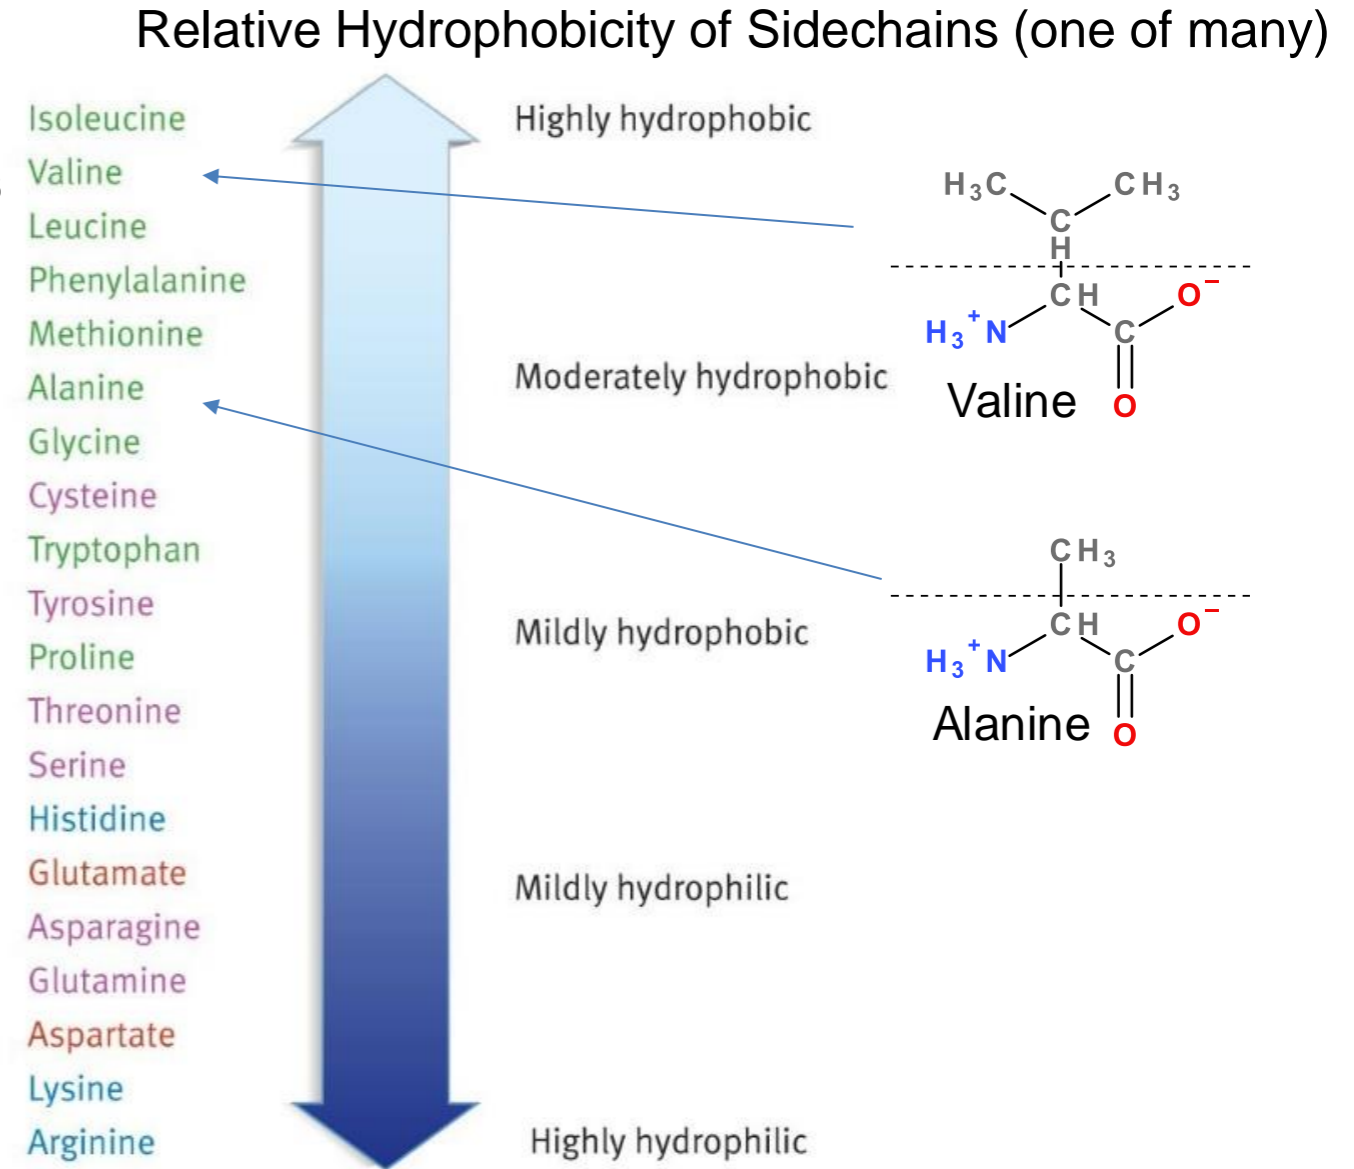 Relative Hydrophobicity of Sidechains (one of many)
Isoleucine
Valine
Leucine
Phenylalanine
Methionine
Alanine
Glycine
Cysteine
Tryptophan
Tyrosine
Proline
Threonine
Serine
Histidine
Glutamate
Asparagine
Glutamine
Aspartate
Lysine
Arginine
Highly hydrophobic
Moderately hydrophobic
Mildly hydrophobic
Mildly hydrophilic
Highly hydrophilic
H3C CH3
C
H
CH O−
H3+N C
Valine O
CH3
CH O−
H3+N C
Alanine O